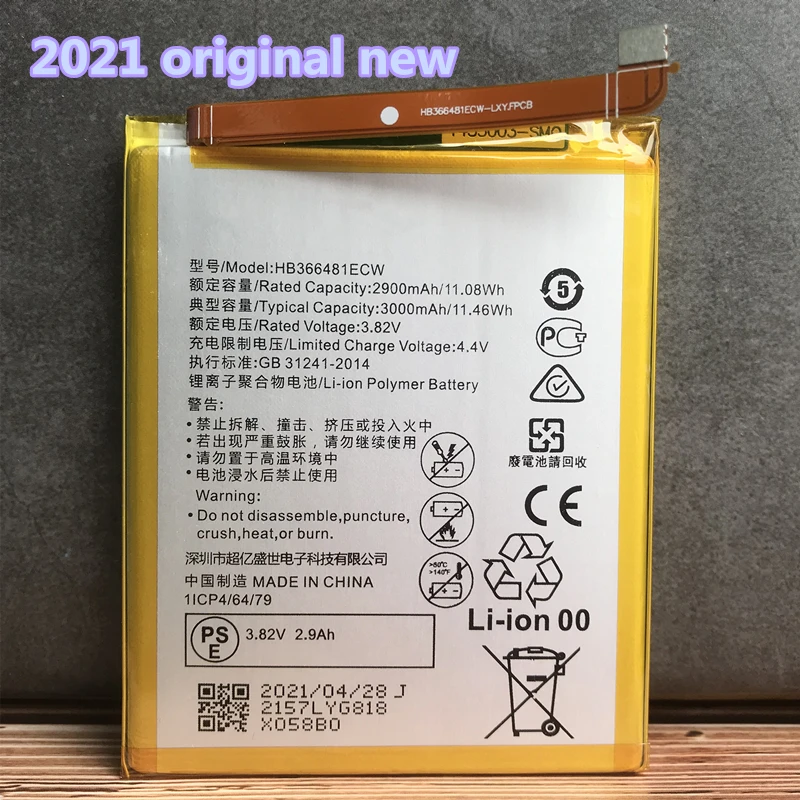 2021 original new
HB366481ECW-LXY.FPCB
型号/Model:HB366481ECW
额定容量/Rated Capacity:2900mAh/11.08Wh
典型容量/Typical Capacity:3000mAh/11.46Wh
额定电压/Rated Voltage:3.82V
充电限制电压/Limited Charge Voltage:4.4V
执行标准:GB 31241-2014
锂离子聚合物电池/Li-ion Polymer Battery
5
PC
警告:
•禁止拆解、撞击、挤压或投入火中
•若出现严重鼓胀，请勿继续使用
•请勿置于高温环境中
•电池浸水后禁止使用
廢電池請回收
Warning:
•Do not disassemble,puncture,
crush,heat,or burn.
CE
深圳市超亿盛世电子科技有限公司
中国制造 MADE IN CHINA
>60°C
>140°F
1ICP4/64/79
Li-ion 00
PS
E
3.82V 2.9Ah
2021/04/28 J
2157LYG818
X058B0